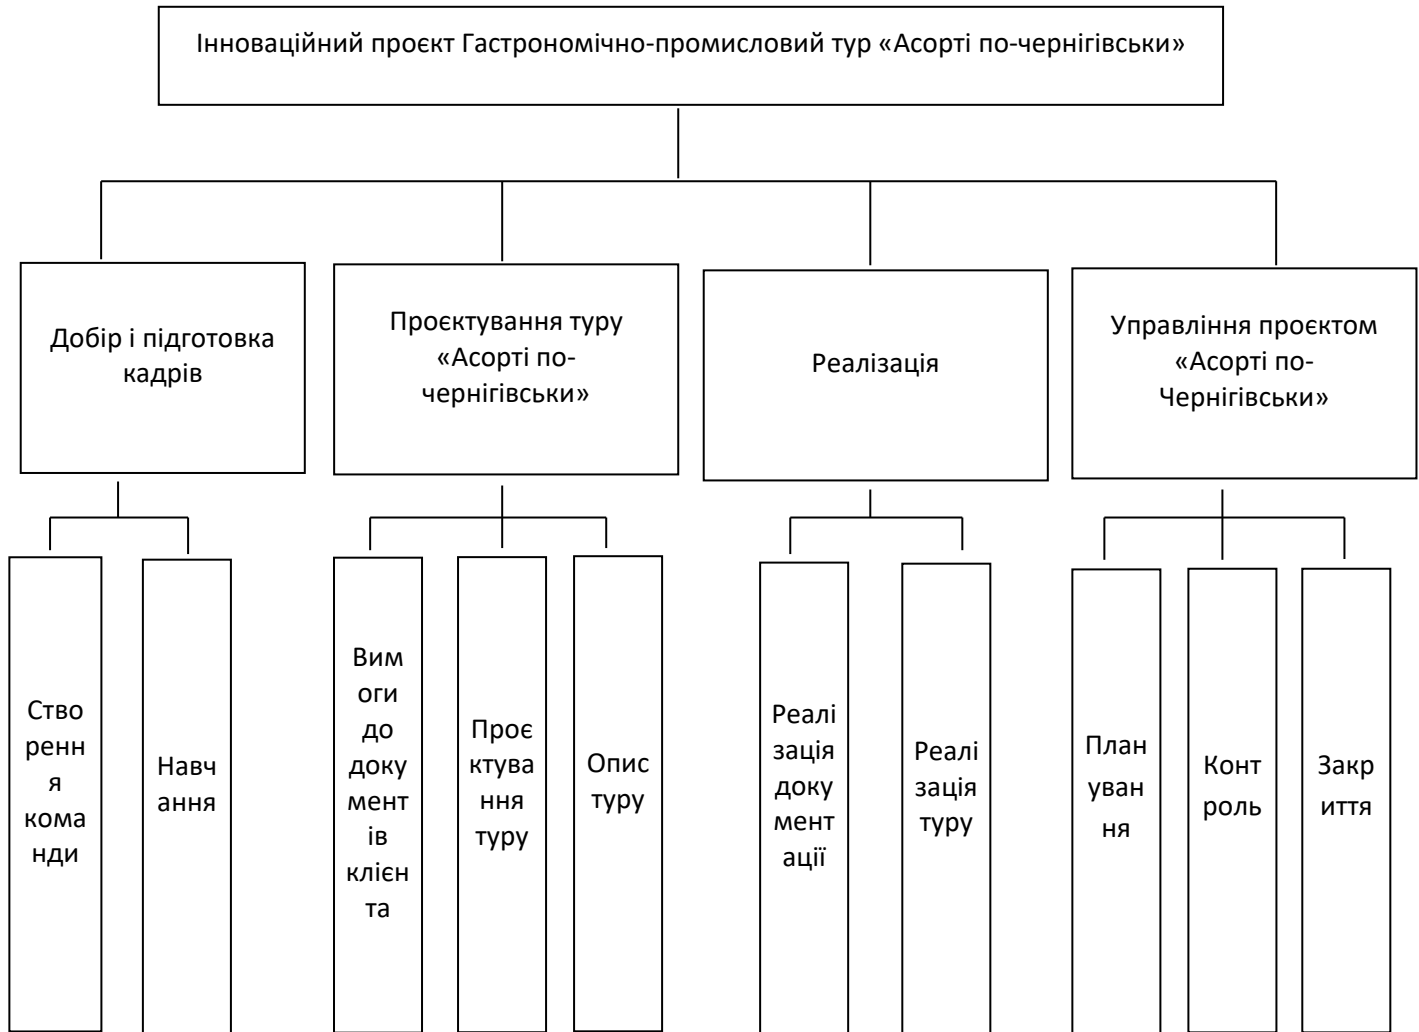 Інноваційний проєкт Гастрономічно-промисловий тур «Асорті по-чернігівськи»
Добір і підготовка
кадрів
Проєктування туру
«Асорті по-
чернігівськи»
Реалізація
Управління проєктом
«Асорті по-
Чернігівськи»
Ство
ренн
я
кома
нди
Навч
ання
Вим
оги
до
доку
мент
ів
клієн
та
Проє
ктува
ння
туру
Опис
туру
Реалі
зація
доку
мент
ації
Реалі
зація
туру
План
уван
ня
Конт
роль
Закр
иття